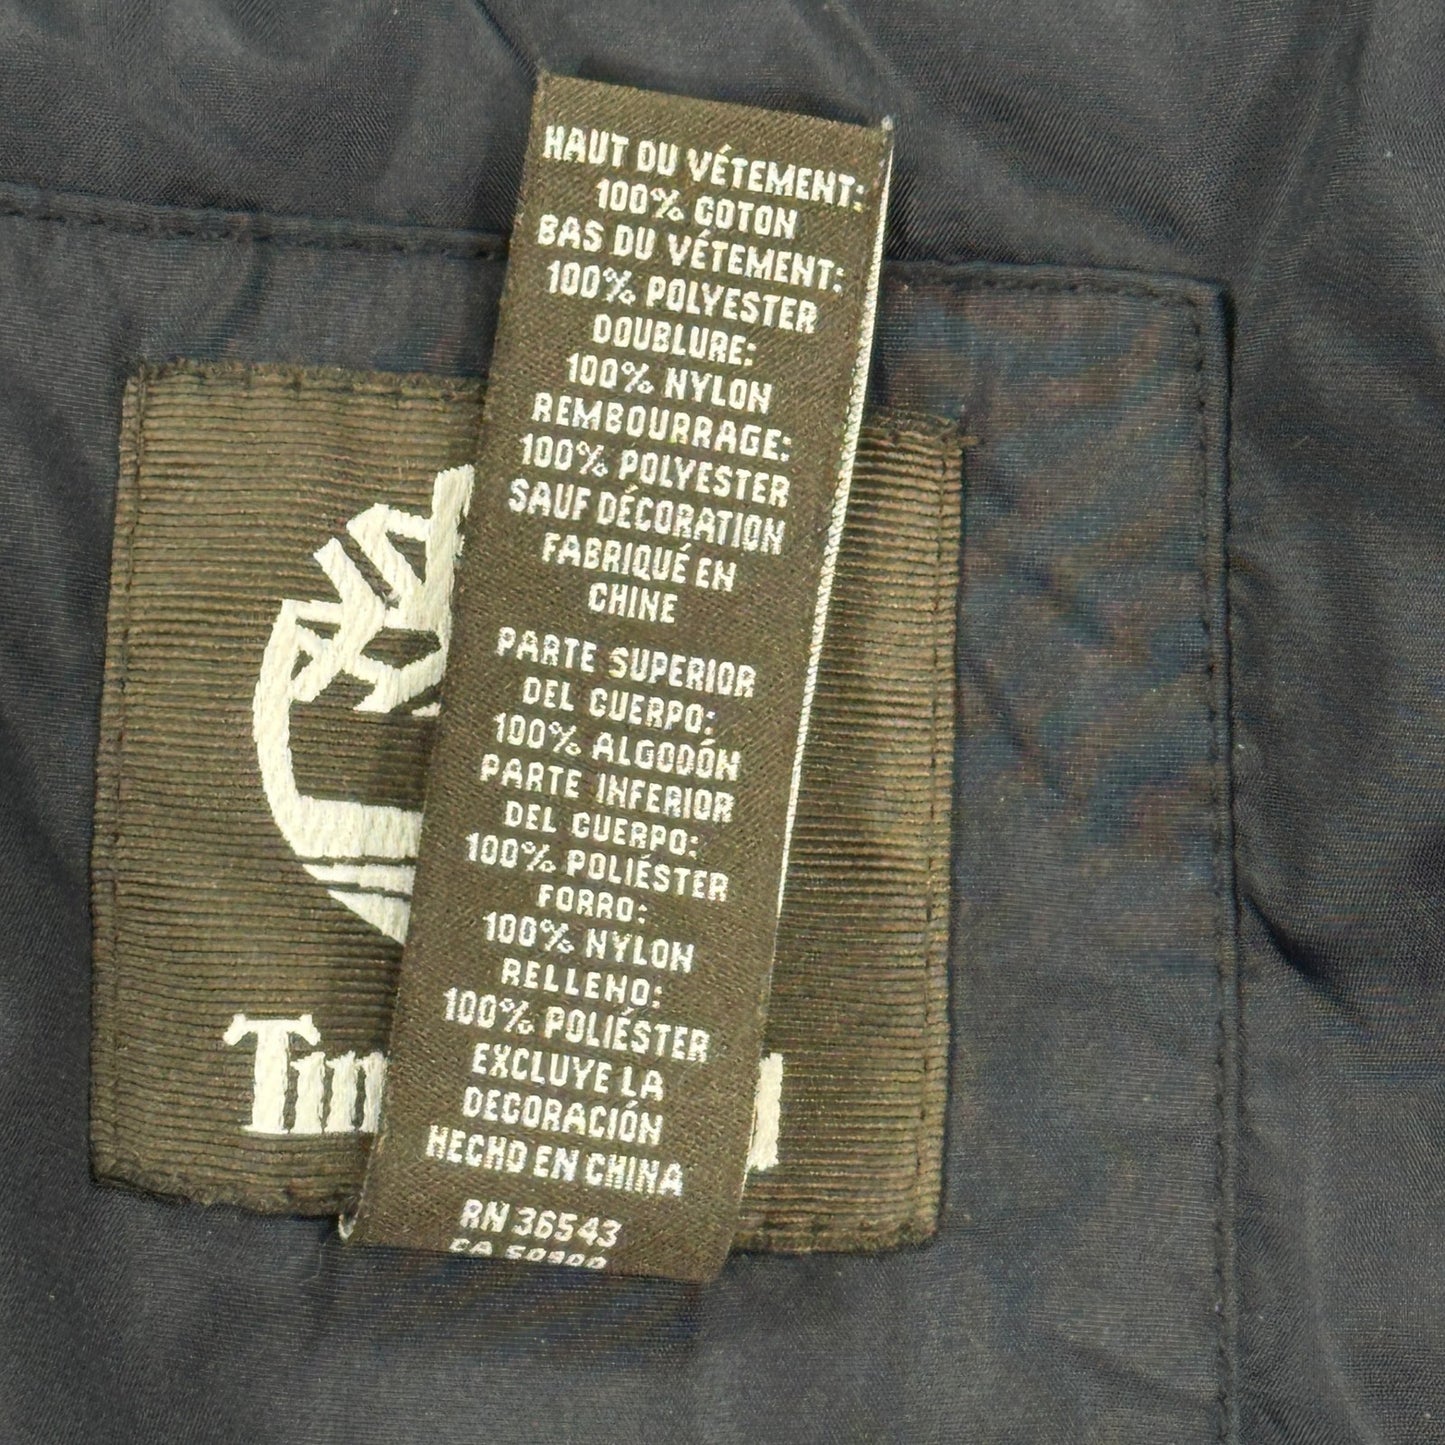 HAUT DU VÊTEMENT:
100% COTON
BAS DU VÊTEMENT:
100% POLYESTER
DOUBLURE:
100% NYLON
REMBOURRAGE:
100% POLYESTER
SAUF DÉCORATION
FABRIQUÉ EN
CHINE
PARTE SUPERIOR
DEL CUERPO:
100% ALGODÓN
PARTE INFERIOR
DEL CUERPO:
100% POLIÉSTER
FORRO:
100% NYLON
RELLENO:
100% POLIÉSTER
EXCLUYE LA
DECORACIÓN
HECHO EN CHINA
RN 36543